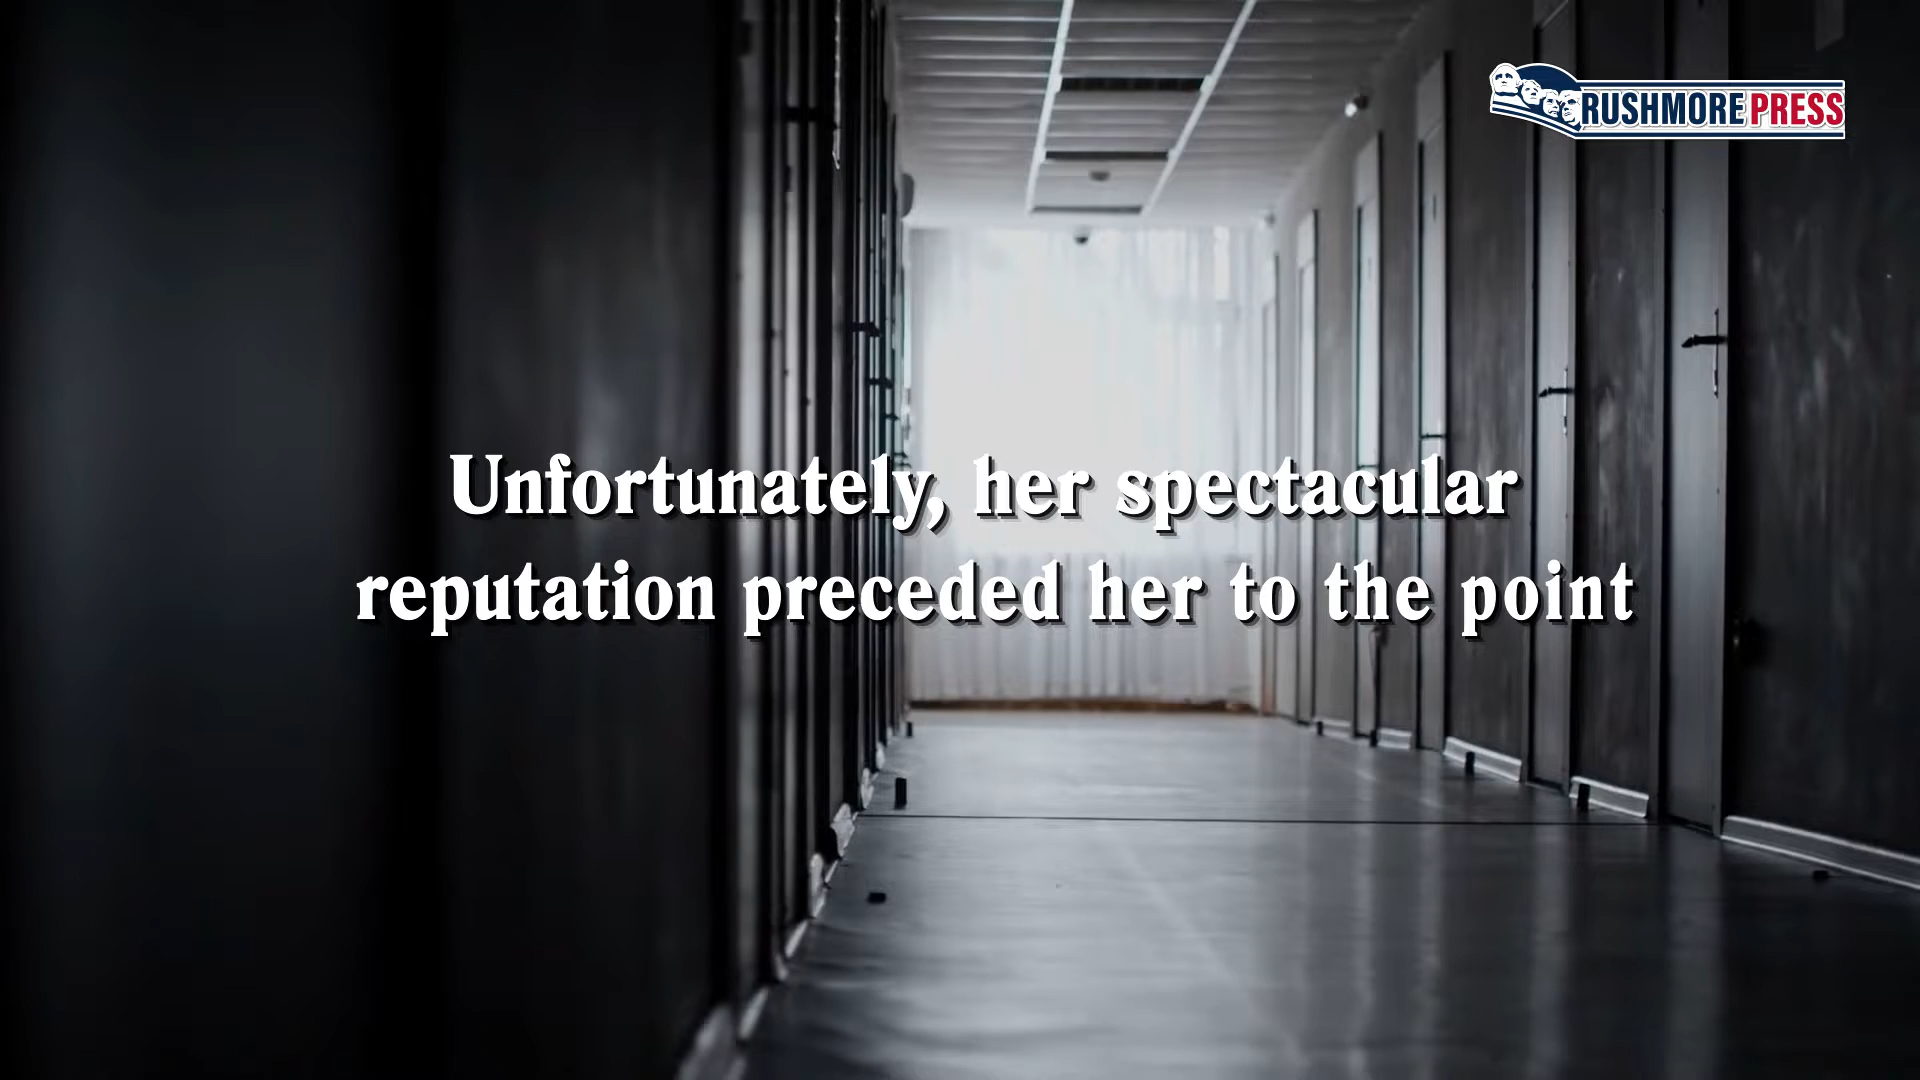 RUSHMORE PRESS
Unfortunately, her spectacular
reputation preceded her to the point